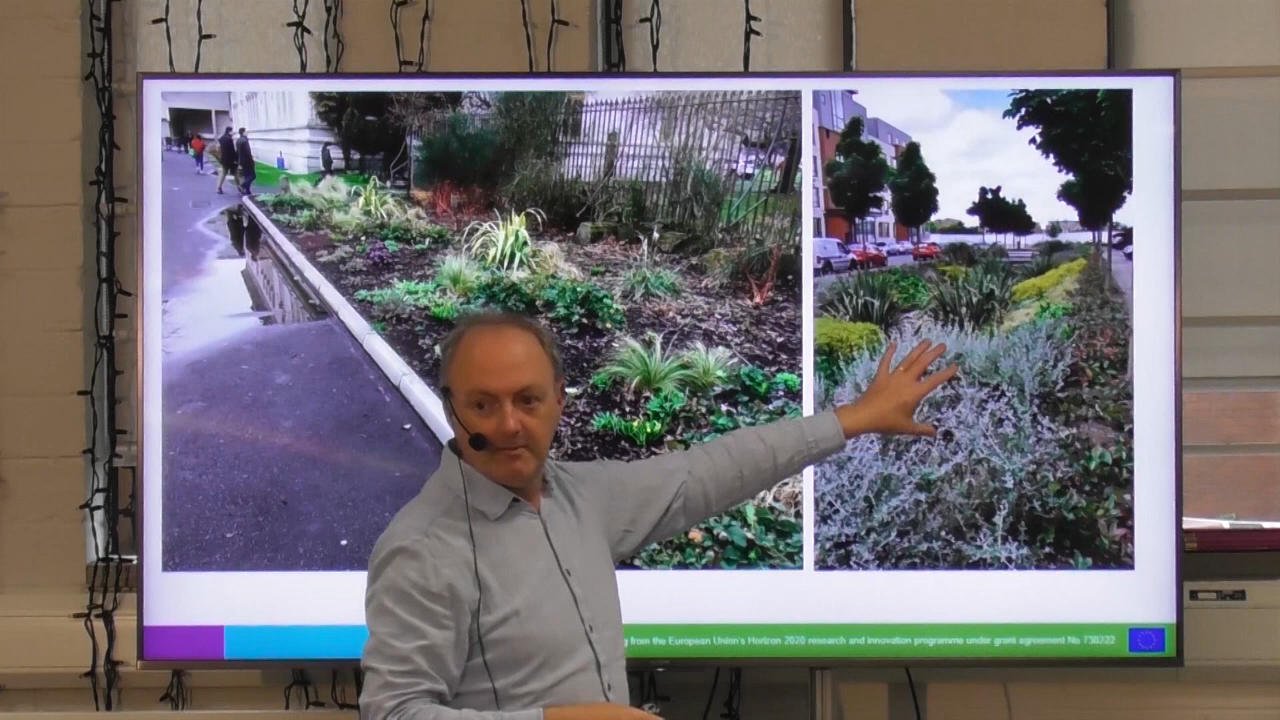 from the European Union's Horizon 2020 research and innovation programme under grant agreement No 730222